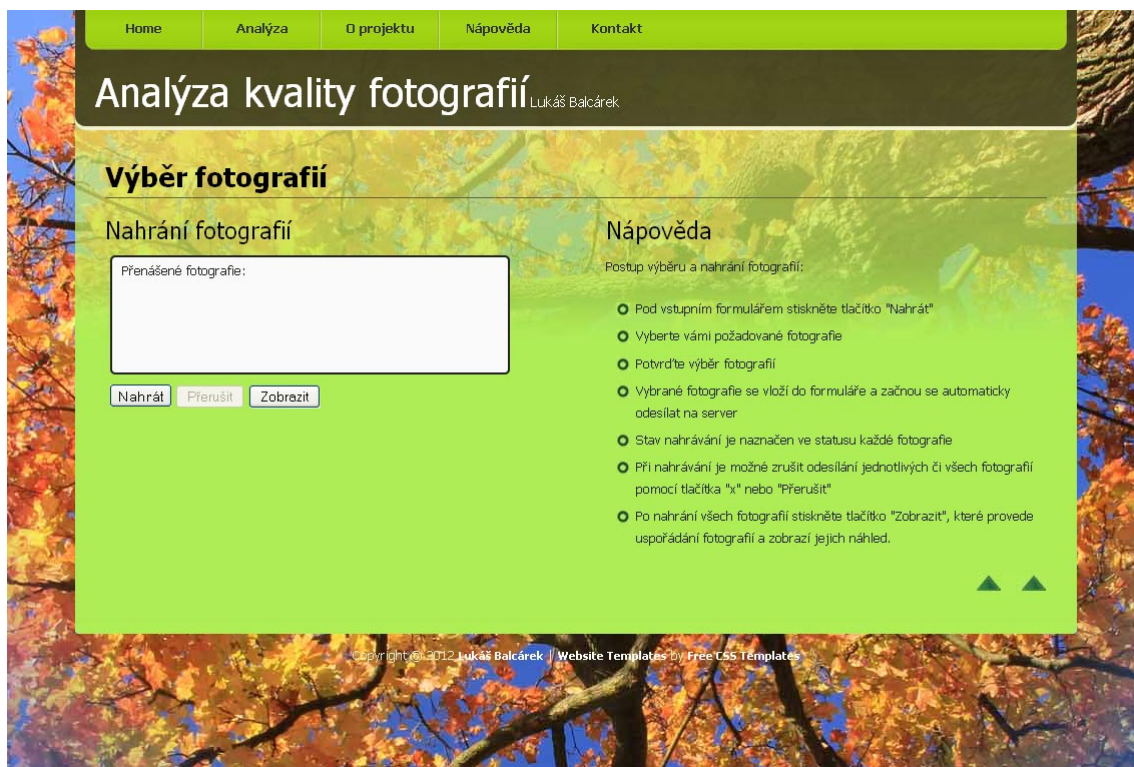 Home Analýza O projektu Nápověda Kontakt
Analýza kvality fotografií Lukáš Balcárek
Výběr fotografií
Nahrání fotografií
Přenášené fotografie:
Nahrát Přerušit Zobrazit
Nápověda
Postup výběru a nahrání fotografií:
Pod vstupním formulářem stiskněte tlačítko "Nahrát"
Vyberte vámi požadované fotografie
Potvrďte výběr fotografií
Vybrané fotografie se vloží do formuláře a začnou se automaticky
odesílat na server
Stav nahrávání je naznačen ve statusu každé fotografie
Při nahrávání je možné zrušit odesílání jednotlivých či všech fotografií
pomocí tlačítka "x" nebo "Přerušit"
Po nahrání všech fotografií stiskněte tlačítko "Zobrazit", které provede
uspořádání fotografií a zobrazí jejich náhled.
Copyright © 2012 Lukáš Balcárek | Website Templates by Free CSS Templates